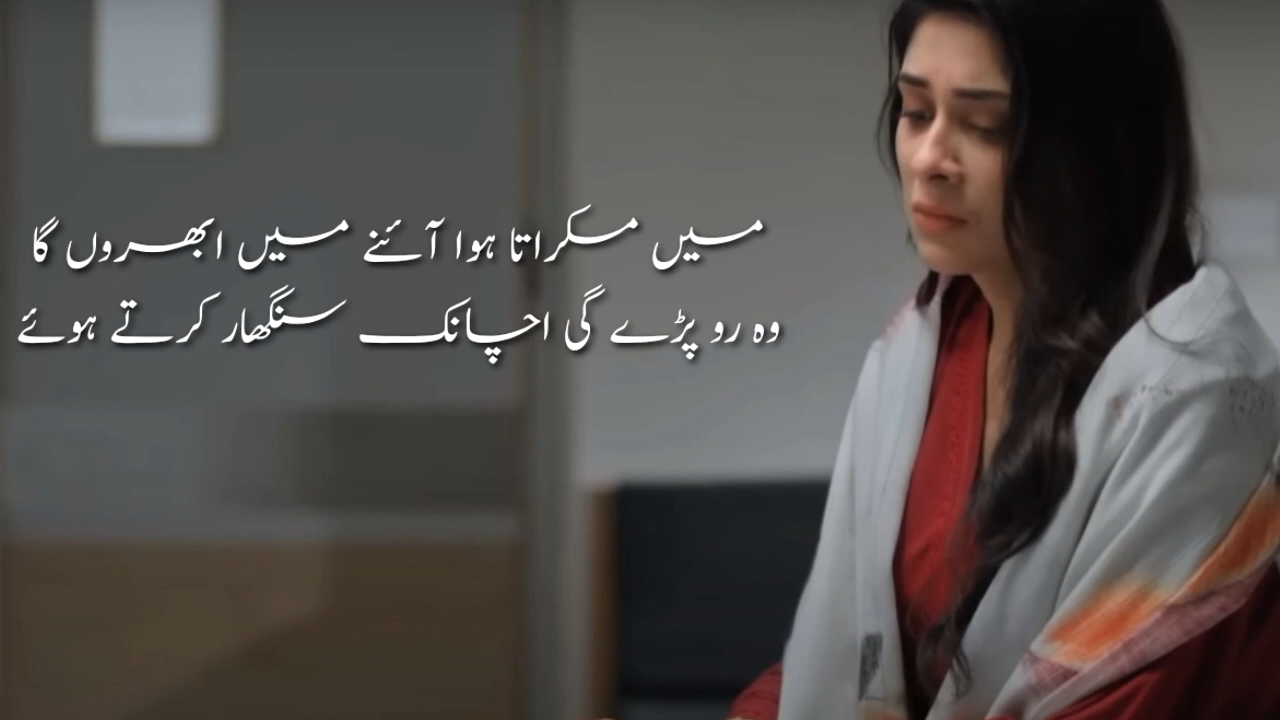 میں مسکراتا ہوا آئنے میں ابھروں گا
وہ رو پڑے گی اچانک سنگھار کرتے ہوئے